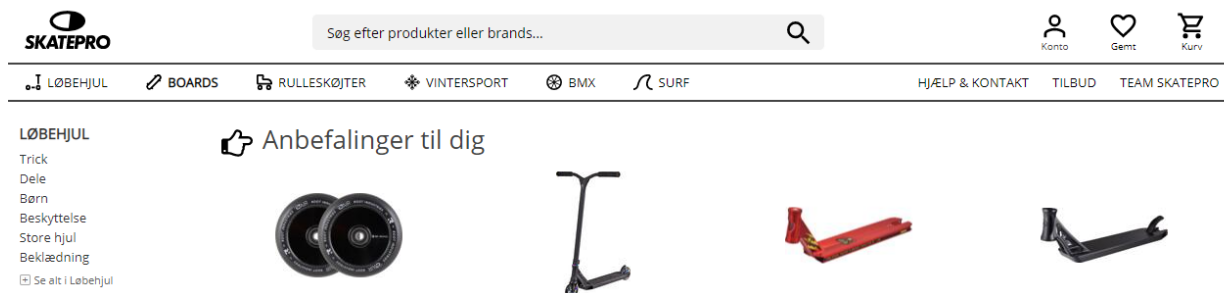 SKATEPRO
Søg efter produkter eller brands...
Konto
Gemt
Kurv
LØBEHJUL
BOARDS
RULLESKØJTER
VINTERSPORT
BMX
SURF
HJÆLP & KONTAKT
TILBUD
TEAM SKATEPRO
LØBEHJUL
Trick
Dele
Børn
Beskyttelse
Store hjul
Beklædning
Se alt i Løbehjul
Anbefalinger til dig